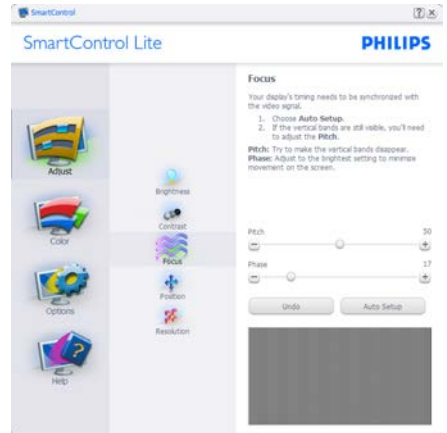 SmartControl
SmartControl Lite
PHILIPS
Adjust
Color
Options
Help
Brightness
Contrast
Focus
Position
Resolution
Focus
Your display's timing needs to be synchronized with
the video signal.
1. Choose Auto Setup.
2. If the vertical bands are still visible, you'll need
to adjust the Pitch.
Pitch: Try to make the vertical bands disappear.
Phase: Adjust to the brightest setting to minimize
movement on the screen.
Pitch 50
Phase 17
Undo Auto Setup